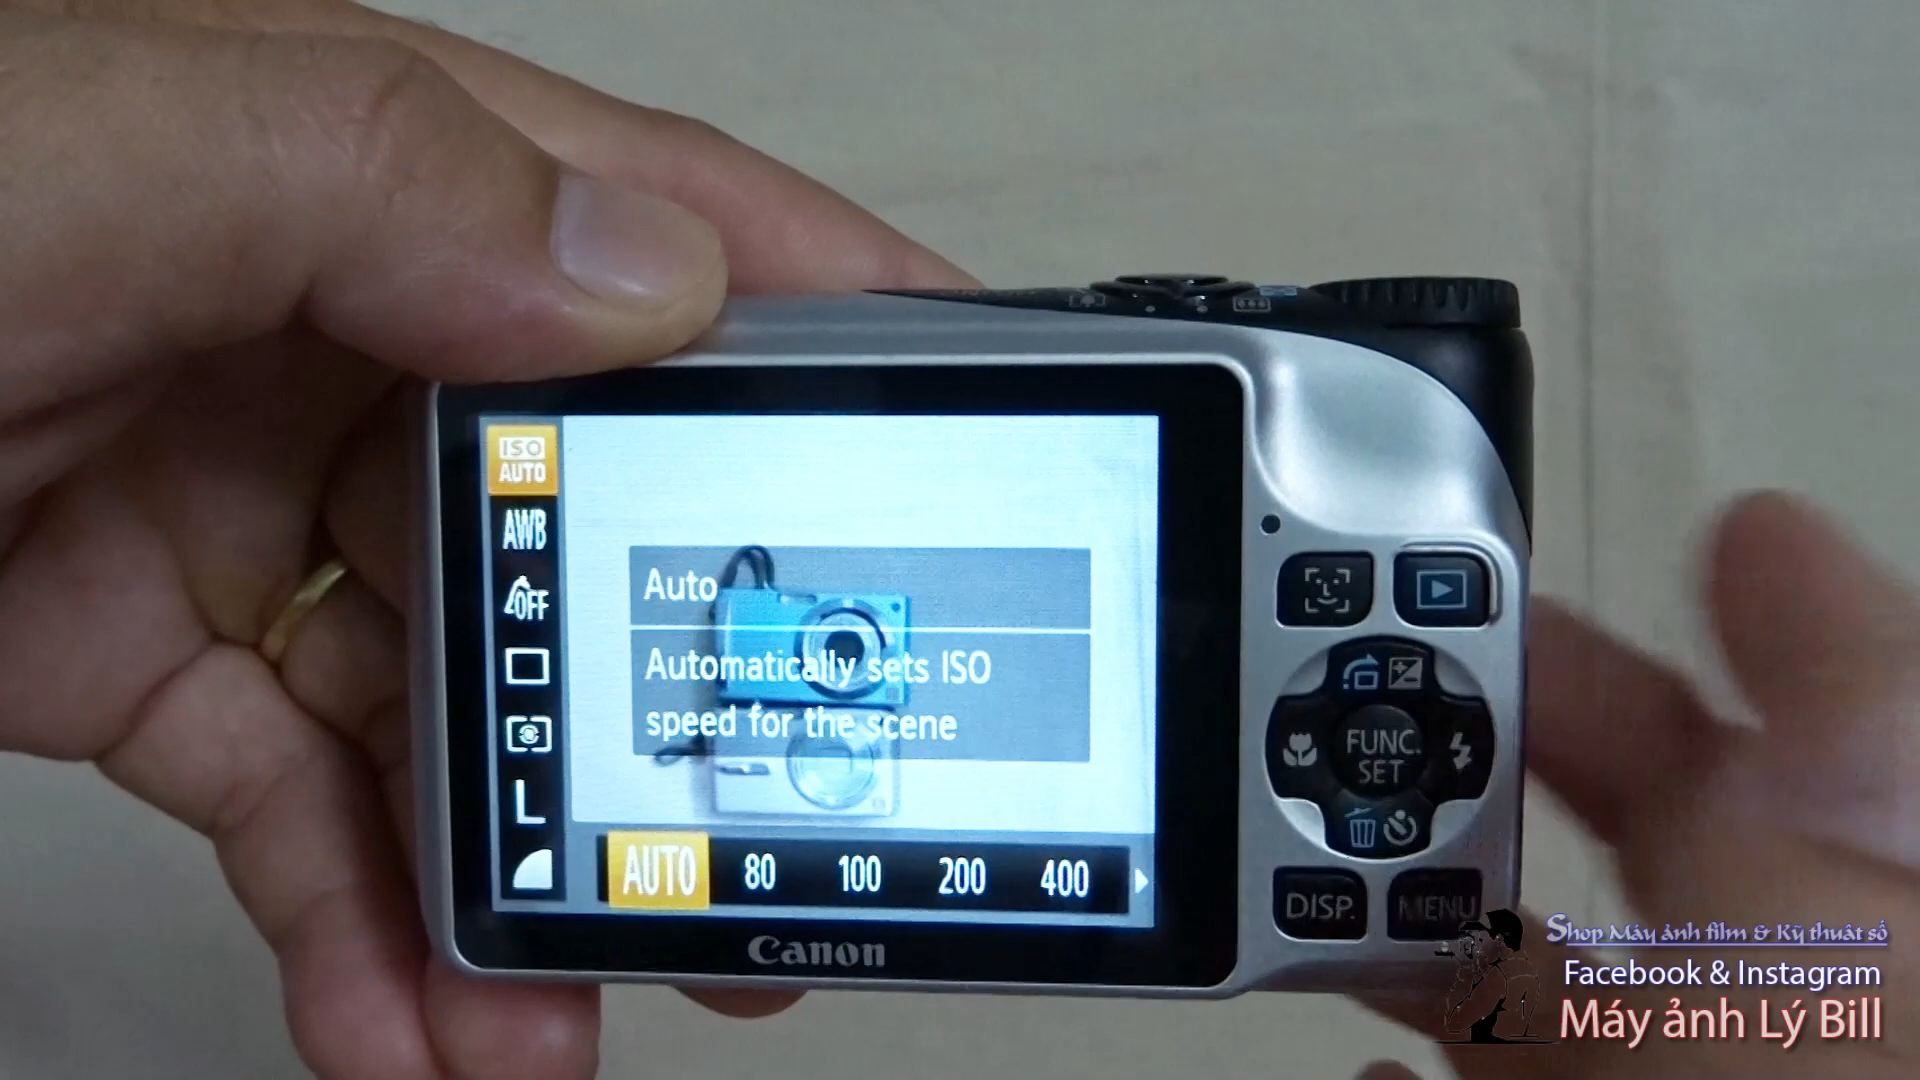 ISO
AUTO
AWB
OFF
L
Auto
Automatically sets ISO
speed for the scene
AUTO 80 100 200 400
Canon
FUNC.
SET
DISP. MENU
Shop Máy ảnh film & Kỹ thuât số
Facebook & Instagram
Máy ảnh Lý Bill